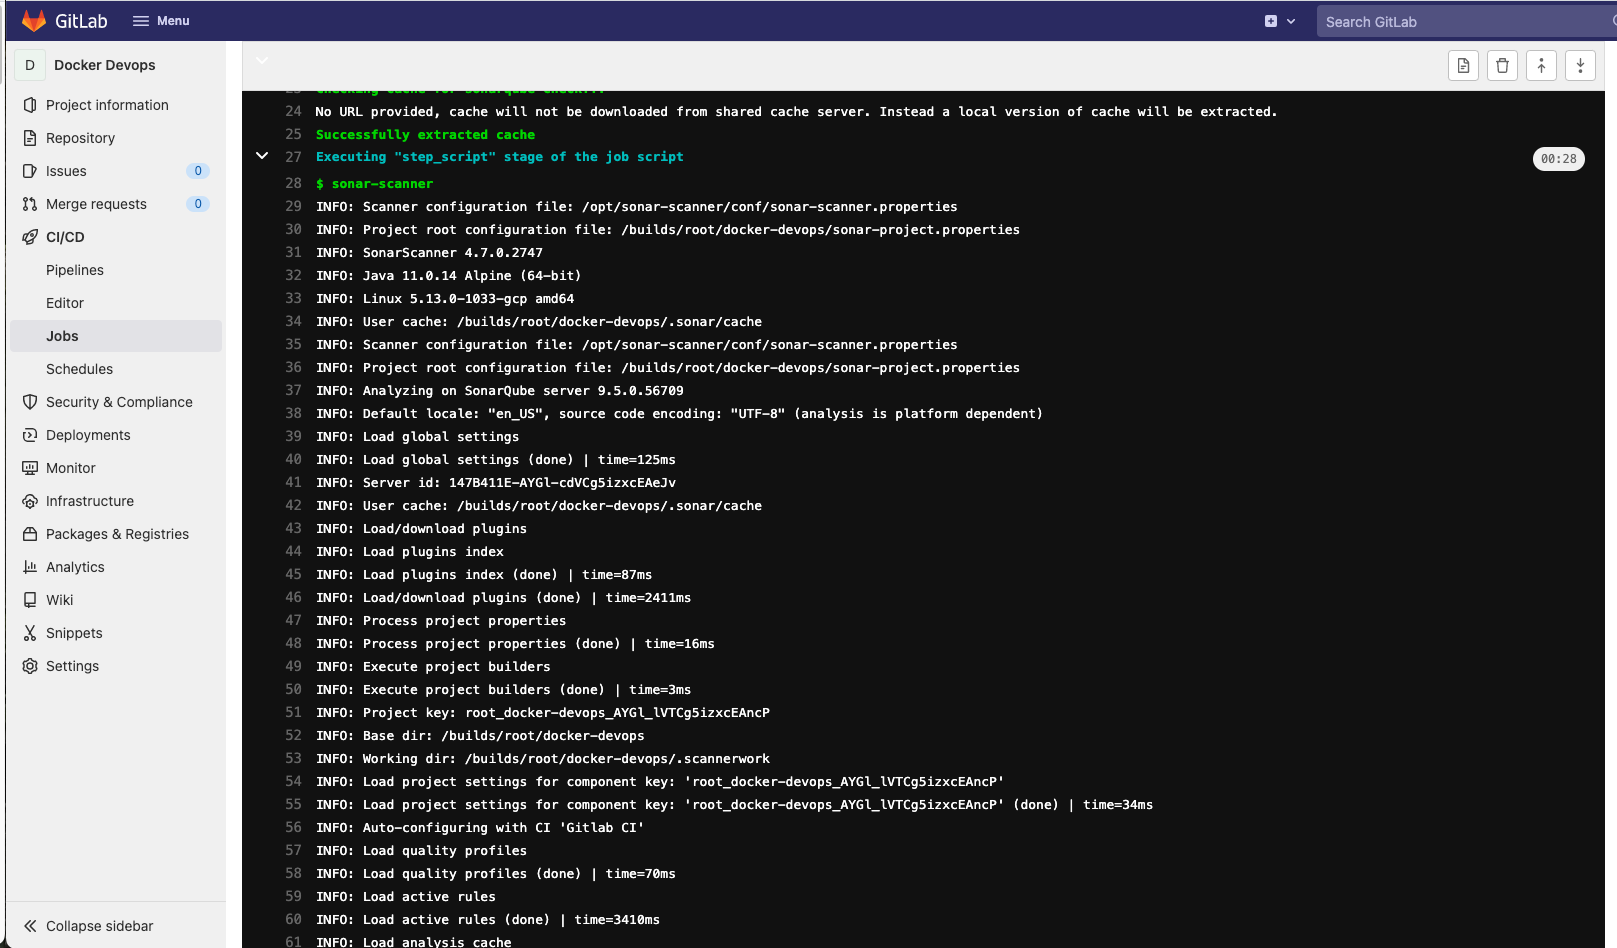 GitLab
Menu
Search GitLab
D Docker Devops
Project information
Repository
Issues 0
Merge requests 0
CI/CD
Pipelines
Editor
Jobs
Schedules
Security & Compliance
Deployments
Monitor
Infrastructure
Packages & Registries
Analytics
Wiki
Snippets
Settings
Collapse sidebar
23 Checking cache for sonarqube-check...
24 No URL provided, cache will not be downloaded from shared cache server. Instead a local version of cache will be extracted.
25 Successfully extracted cache
27 Executing "step_script" stage of the job script 00:28
28 $ sonar-scanner
29 INFO: Scanner configuration file: /opt/sonar-scanner/conf/sonar-scanner.properties
30 INFO: Project root configuration file: /builds/root/docker-devops/sonar-project.properties
31 INFO: SonarScanner 4.7.0.2747
32 INFO: Java 11.0.14 Alpine (64-bit)
33 INFO: Linux 5.13.0-1033-gcp amd64
34 INFO: User cache: /builds/root/docker-devops/.sonar/cache
35 INFO: Scanner configuration file: /opt/sonar-scanner/conf/sonar-scanner.properties
36 INFO: Project root configuration file: /builds/root/docker-devops/sonar-project.properties
37 INFO: Analyzing on SonarQube server 9.5.0.56709
38 INFO: Default locale: "en_US", source code encoding: "UTF-8" (analysis is platform dependent)
39 INFO: Load global settings
40 INFO: Load global settings (done) | time=125ms
41 INFO: Server id: 147B411E-AYGl-cdVCg5izxcEAeJv
42 INFO: User cache: /builds/root/docker-devops/.sonar/cache
43 INFO: Load/download plugins
44 INFO: Load plugins index
45 INFO: Load plugins index (done) | time=87ms
46 INFO: Load/download plugins (done) | time=2411ms
47 INFO: Process project properties
48 INFO: Process project properties (done) | time=16ms
49 INFO: Execute project builders
50 INFO: Execute project builders (done) | time=3ms
51 INFO: Project key: root_docker-devops_AYGl_lVTCg5izxcEAncP
52 INFO: Base dir: /builds/root/docker-devops
53 INFO: Working dir: /builds/root/docker-devops/.scannerwork
54 INFO: Load project settings for component key: 'root_docker-devops_AYGl_lVTCg5izxcEAncP'
55 INFO: Load project settings for component key: 'root_docker-devops_AYGl_lVTCg5izxcEAncP' (done) | time=34ms
56 INFO: Auto-configuring with CI 'Gitlab CI'
57 INFO: Load quality profiles
58 INFO: Load quality profiles (done) | time=70ms
59 INFO: Load active rules
60 INFO: Load active rules (done) | time=3410ms
61 INFO: Load analysis cache